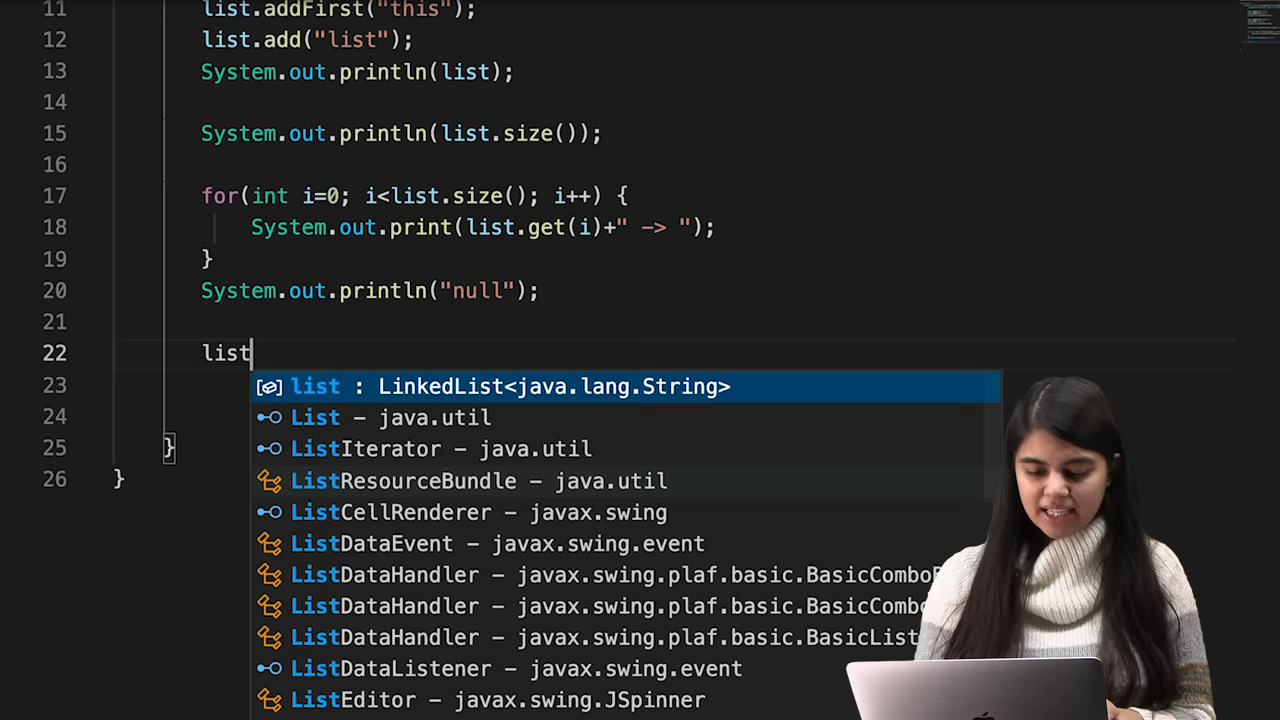 11 list.addFirst("this");
12 list.add("list");
13 System.out.println(list);
14
15 System.out.println(list.size());
16
17 for(int i=0; i<list.size(); i++) {
18 System.out.print(list.get(i)+" -> ");
19 }
20 System.out.println("null");
21
22 list
23
24
25 }
26 }
list : LinkedList<java.lang.String>
List – java.util
ListIterator – java.util
ListResourceBundle – java.util
ListCellRenderer – javax.swing
ListDataEvent – javax.swing.event
ListDataHandler – javax.swing.plaf.basic.BasicCombo
ListDataHandler – javax.swing.plaf.basic.BasicCombo
ListDataHandler – javax.swing.plaf.basic.BasicList
ListDataListener – javax.swing.event
ListEditor – javax.swing.JSpinner